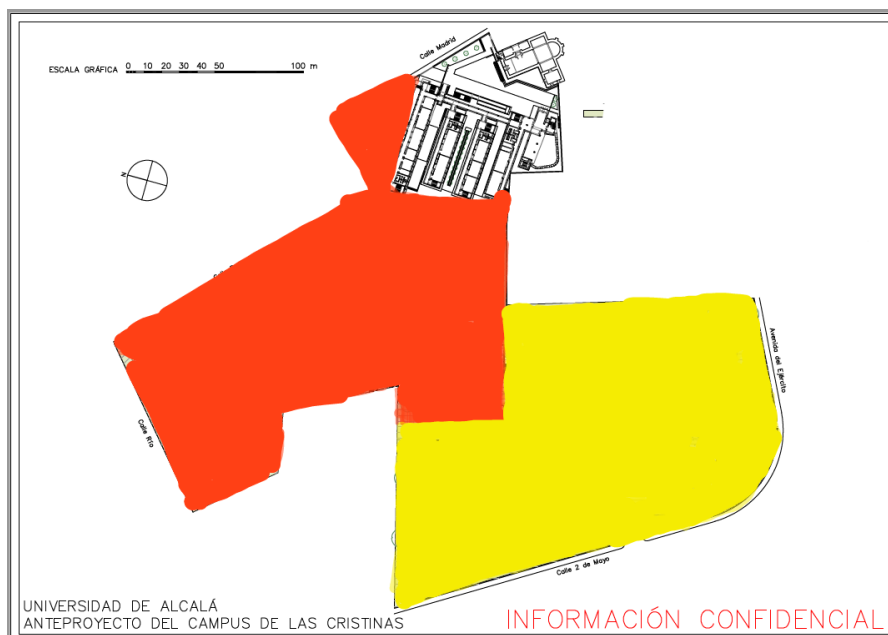 Calle Madrid
ESCALA GRÁFICA 0 10 20 30 40 50 100 m
N
Avenida del Ejército
Calle Río
Calle 2 de Mayo
UNIVERSIDAD DE ALCALÁ
ANTEPROYECTO DEL CAMPUS DE LAS CRISTINAS
INFORMACIÓN CONFIDENCIAL